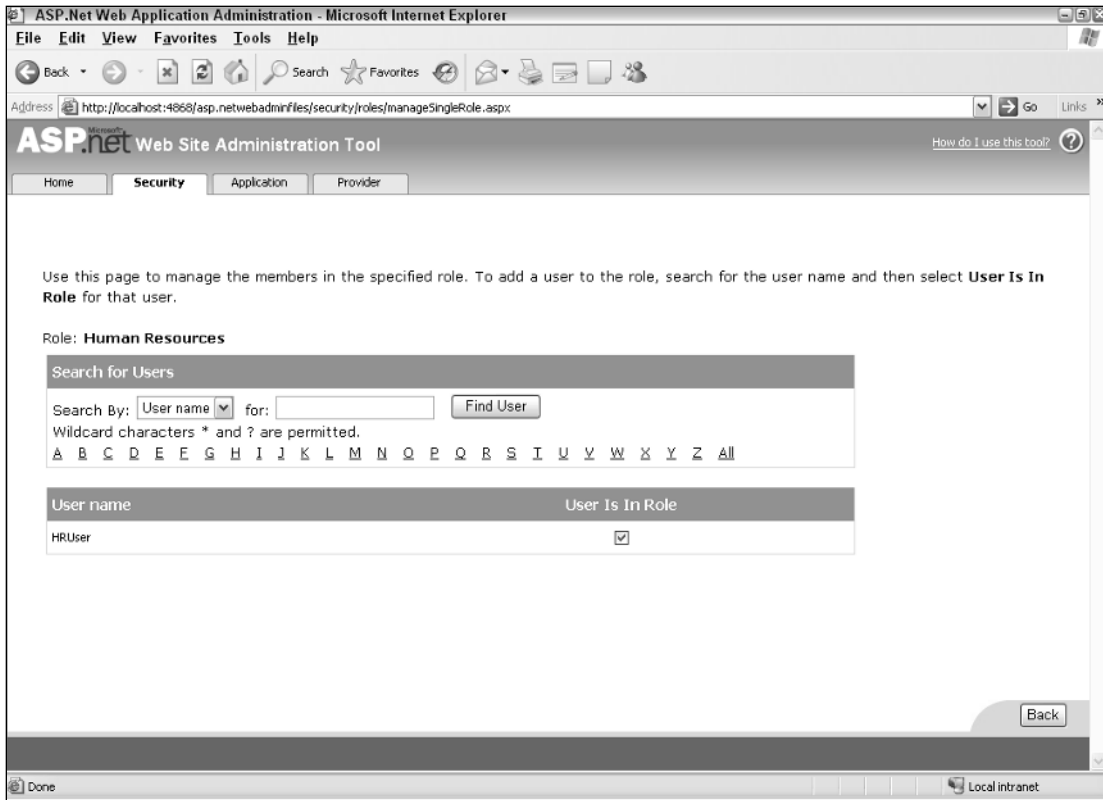 ASP.Net Web Application Administration - Microsoft Internet Explorer
File Edit View Favorites Tools Help
Back Search Favorites
Address http://localhost:4868/asp.netwebadminfiles/security/roles/manageSingleRole.aspx Go Links »
Microsoft
ASP.net Web Site Administration Tool How do I use this tool? ?
Home Security Application Provider
Use this page to manage the members in the specified role. To add a user to the role, search for the user name and then select User Is In
Role for that user.
Role: Human Resources
Search for Users
Search By: User name for: Find User
Wildcard characters * and ? are permitted.
A B C D E F G H I J K L M N O P Q R S T U V W X Y Z All
User name User Is In Role
HRUser
Back
Done Local intranet